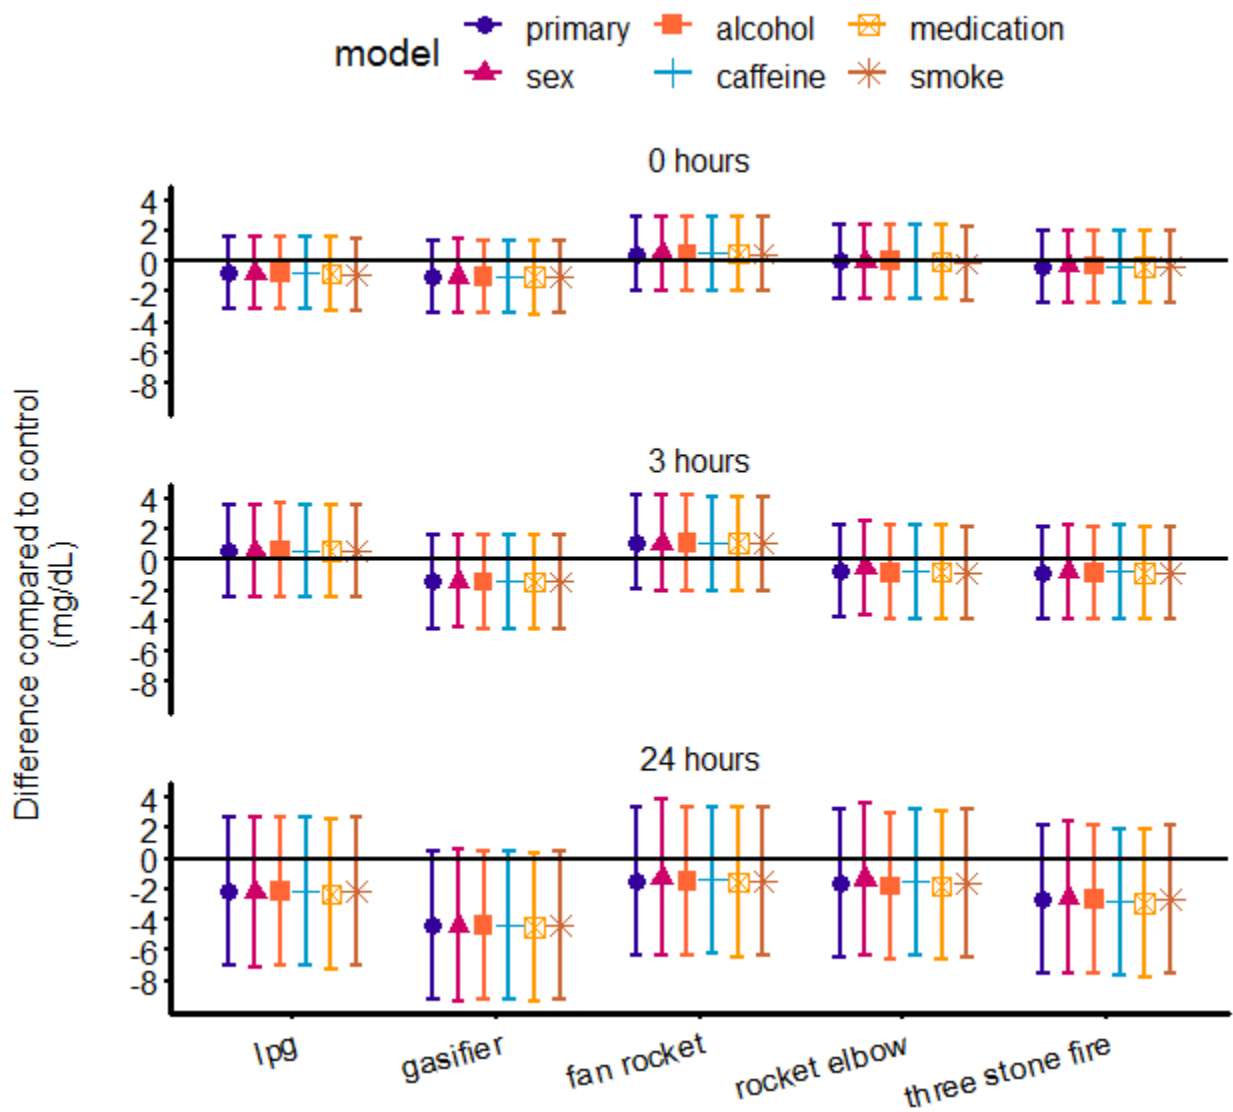 model
primary
alcohol
medication
sex
caffeine
smoke
0 hours
4
2
0
-2
-4
-6
-8
3 hours
4
2
0
-2
-4
-6
-8
24 hours
4
2
0
-2
-4
-6
-8
Difference compared to control
(mg/dL)
lpg
gasifier
fan rocket
rocket elbow
three stone fire